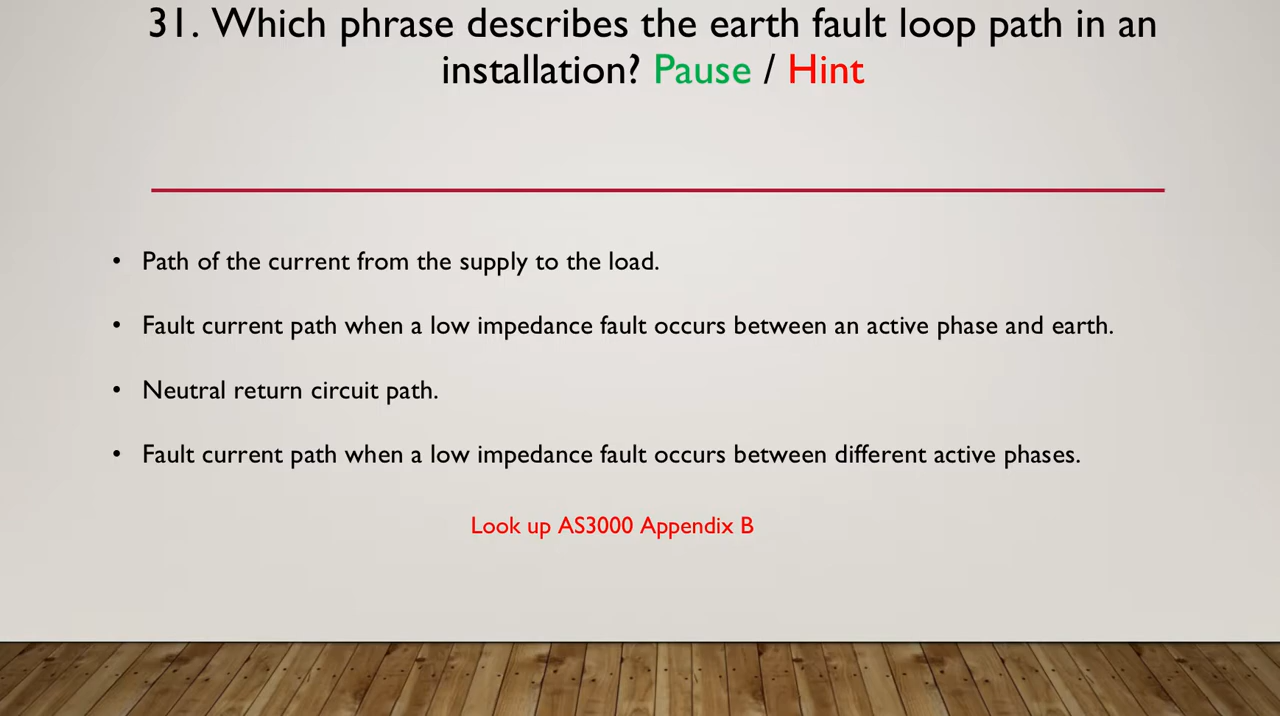 31. Which phrase describes the earth fault loop path in an
installation? Pause / Hint
• Path of the current from the supply to the load.
• Fault current path when a low impedance fault occurs between an active phase and earth.
• Neutral return circuit path.
• Fault current path when a low impedance fault occurs between different active phases.
Look up AS3000 Appendix B